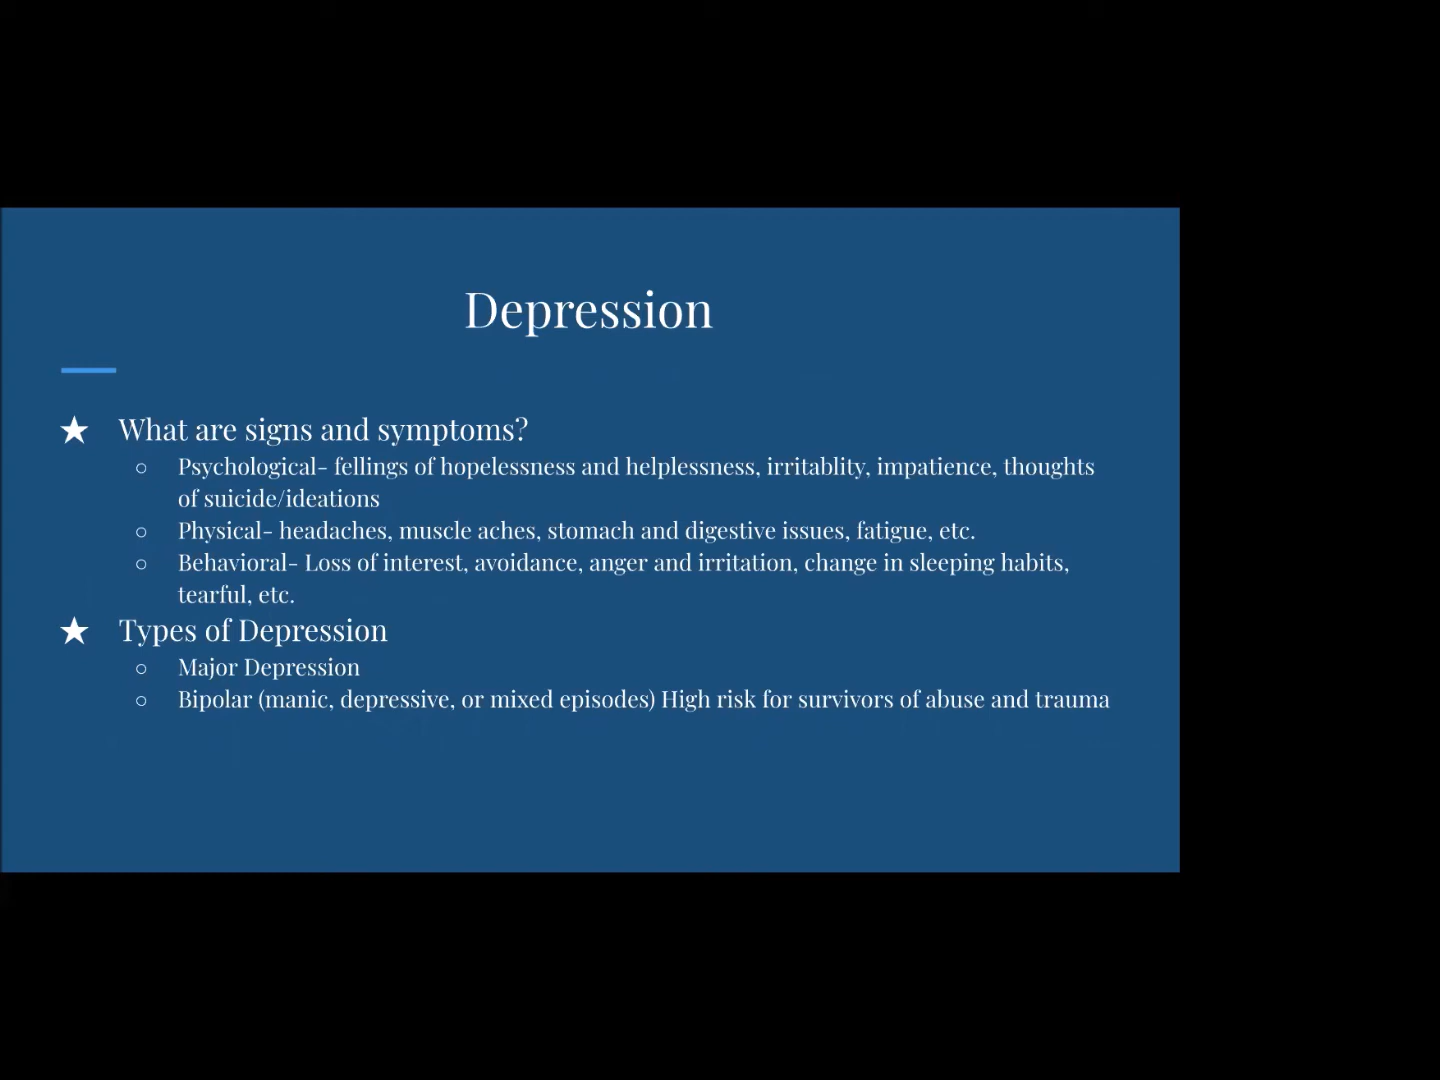 Depression
★ What are signs and symptoms?
○ Psychological- fellings of hopelessness and helplessness, irritablity, impatience, thoughts
of suicide/ideations
○ Physical- headaches, muscle aches, stomach and digestive issues, fatigue, etc.
○ Behavioral- Loss of interest, avoidance, anger and irritation, change in sleeping habits,
tearful, etc.
★ Types of Depression
○ Major Depression
○ Bipolar (manic, depressive, or mixed episodes) High risk for survivors of abuse and trauma